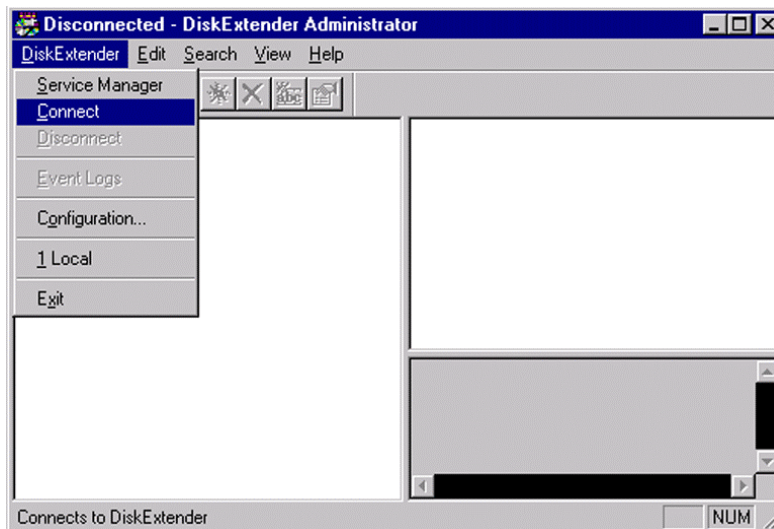 Disconnected - DiskExtender Administrator
DiskExtender Edit Search View Help
Service Manager
abc
Connect
Disconnect
Event Logs
Configuration...
1 Local
Exit
Connects to DiskExtender
NUM